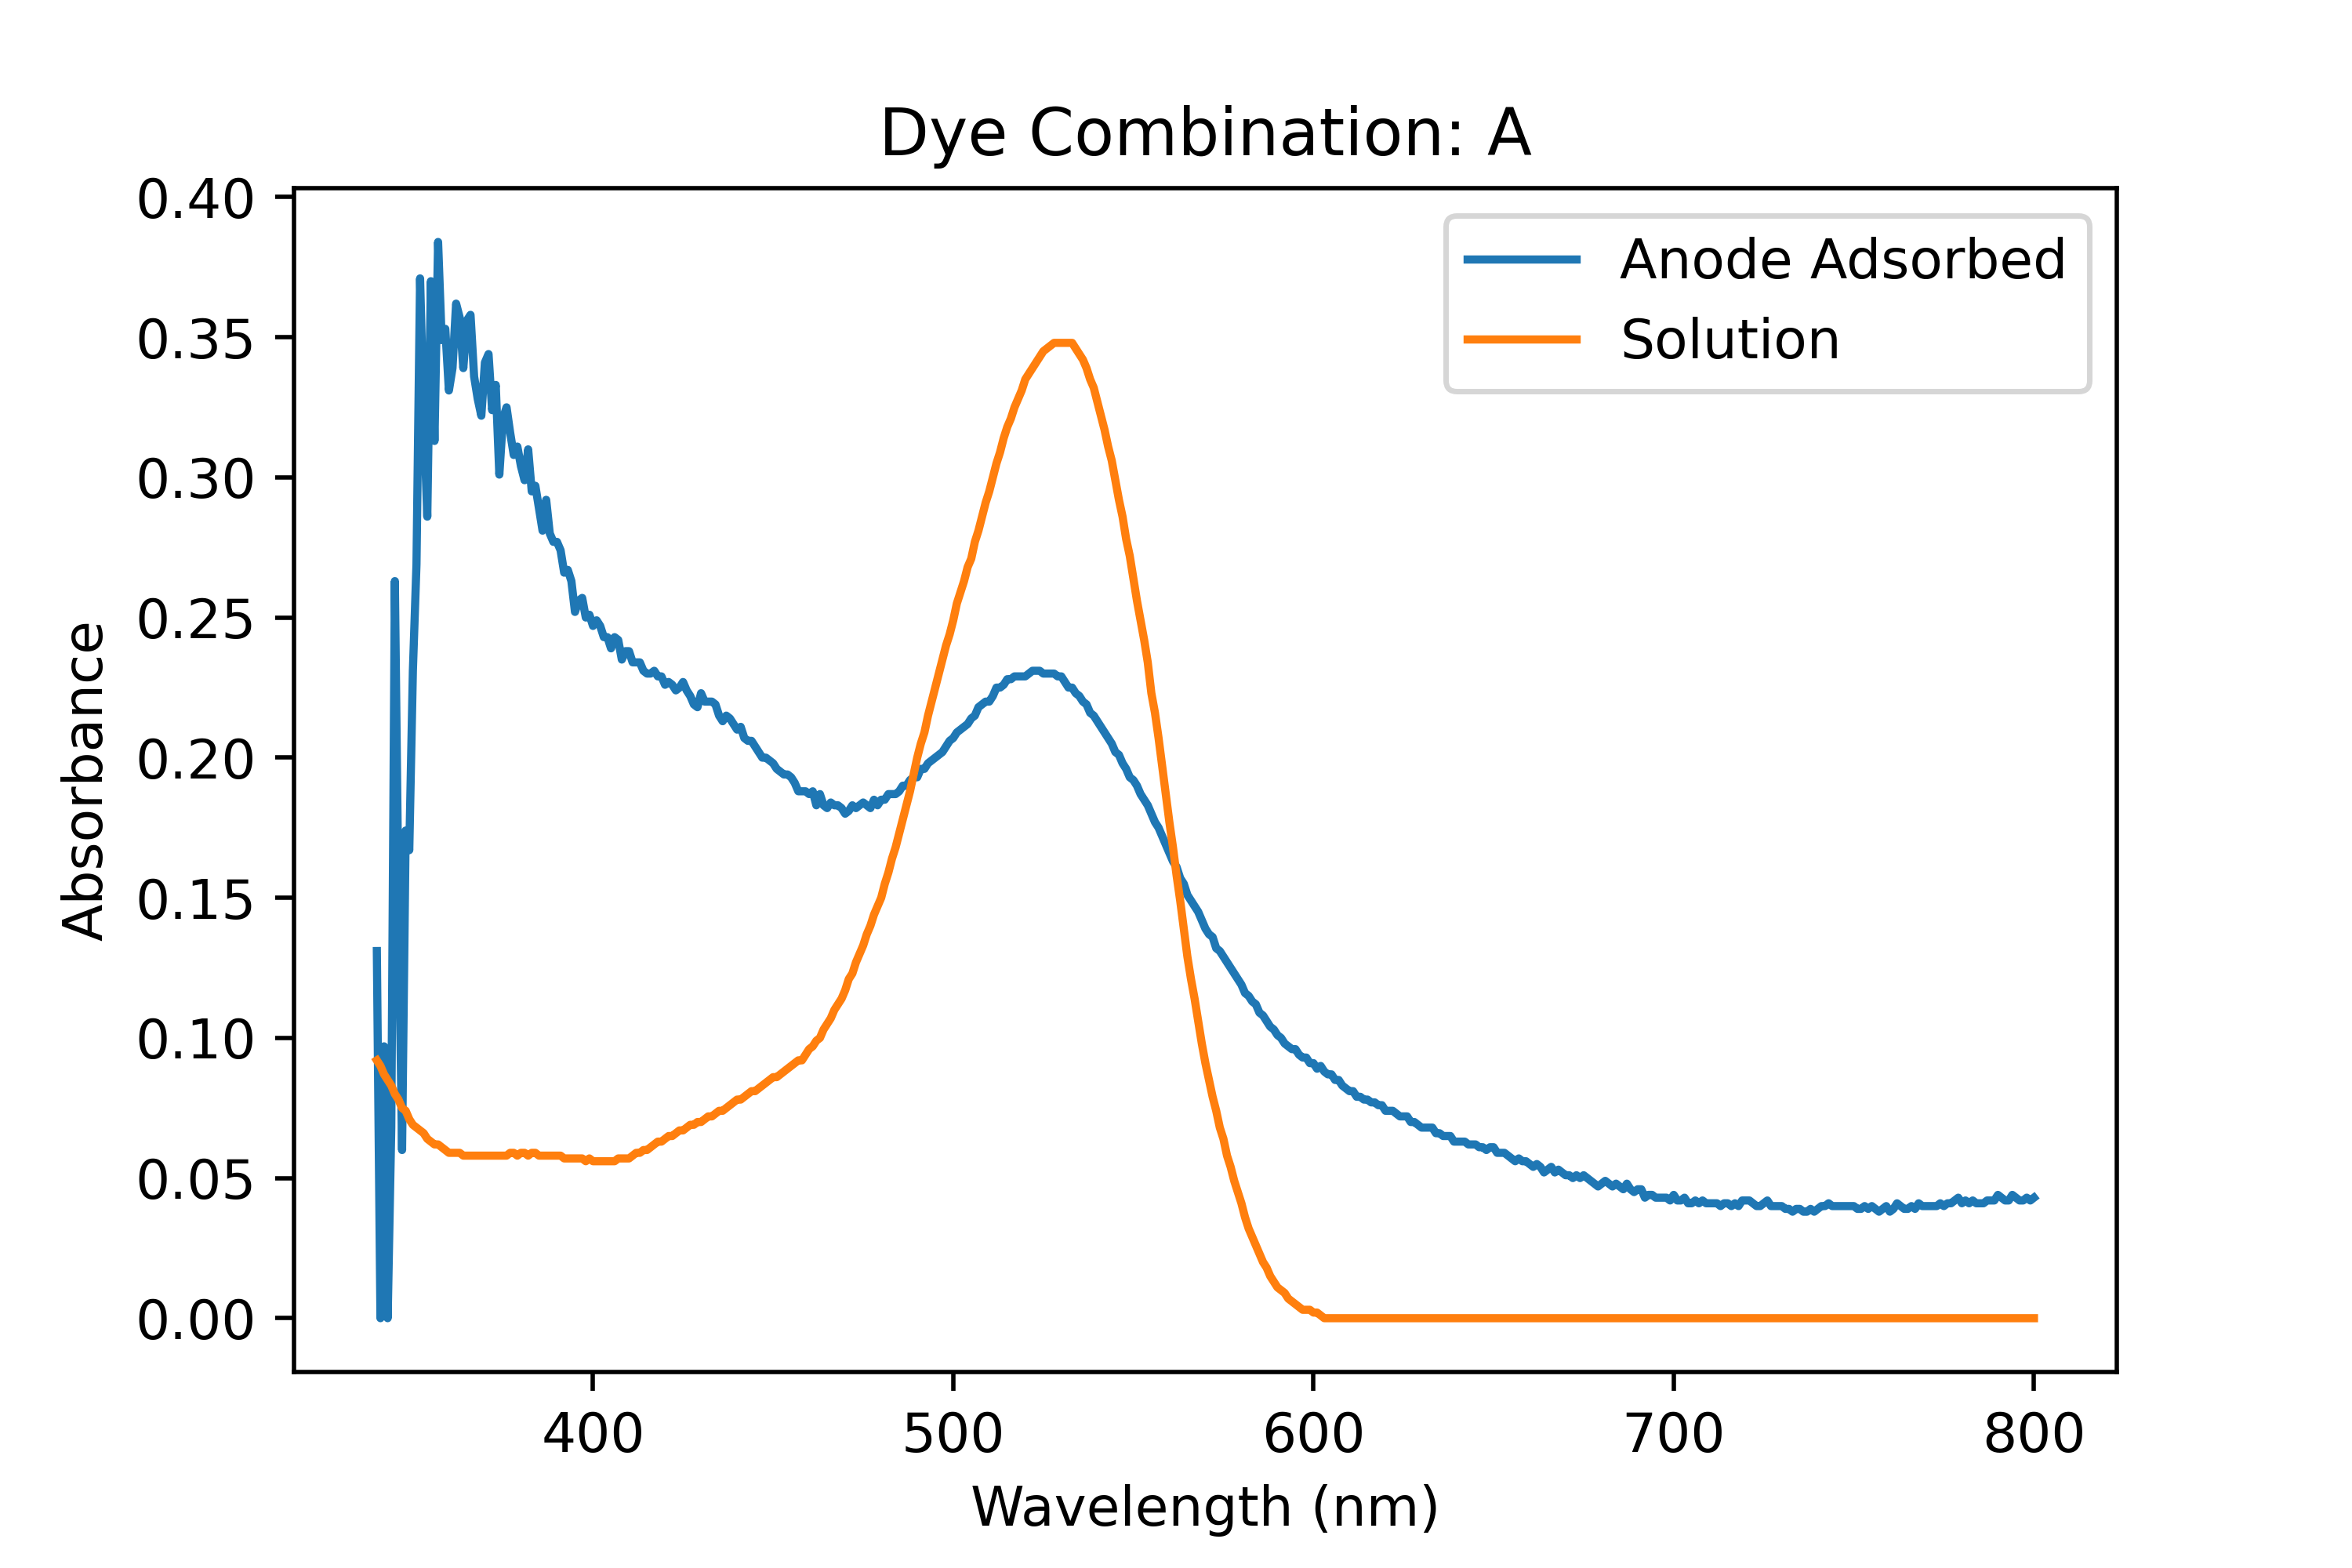 Dye Combination: A
Anode Adsorbed
Solution
0.40
0.35
0.30
0.25
0.20
0.15
0.10
0.05
0.00
Absorbance
400 500 600 700 800
Wavelength (nm)